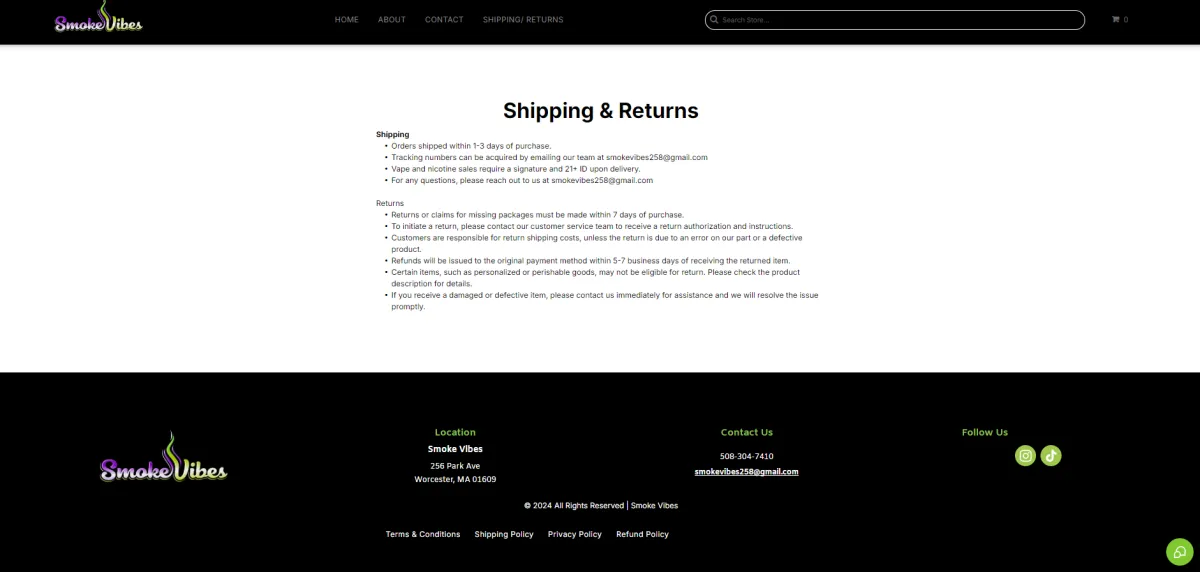 Smoke Vibes
HOME
ABOUT
CONTACT
SHIPPING/ RETURNS
Search Store...
0
Shipping & Returns
Shipping
• Orders shipped within 1-3 days of purchase.
• Tracking numbers can be acquired by emailing our team at smokevibes258@gmail.com
• Vape and nicotine sales require a signature and 21+ ID upon delivery.
• For any questions, please reach out to us at smokevibes258@gmail.com
Returns
• Returns or claims for missing packages must be made within 7 days of purchase.
• To initiate a return, please contact our customer service team to receive a return authorization and instructions.
• Customers are responsible for return shipping costs, unless the return is due to an error on our part or a defective
product.
• Refunds will be issued to the original payment method within 5-7 business days of receiving the returned item.
• Certain items, such as personalized or perishable goods, may not be eligible for return. Please check the product
description for details.
• If you receive a damaged or defective item, please contact us immediately for assistance and we will resolve the issue
promptly.
Smoke Vibes
Location
Smoke Vibes
256 Park Ave
Worcester, MA 01609
Contact Us
508-304-7410
smokevibes258@gmail.com
Follow Us
© 2024 All Rights Reserved | Smoke Vibes
Terms & Conditions
Shipping Policy
Privacy Policy
Refund Policy